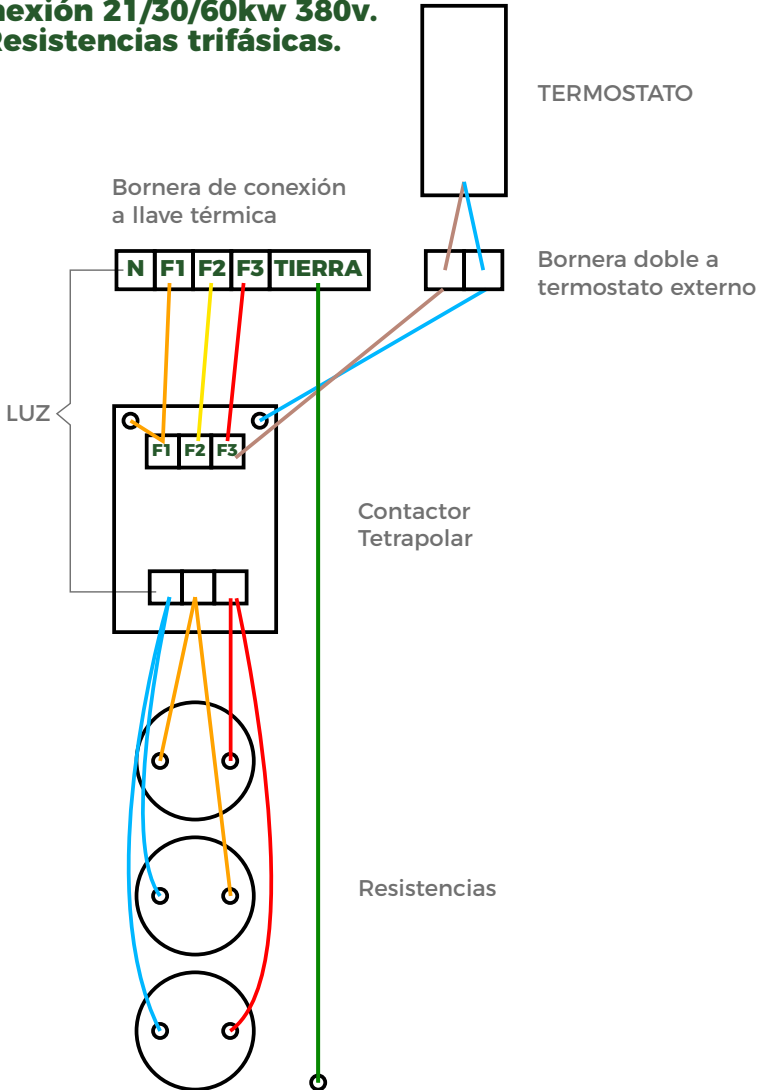 nexión 21/30/60kw 380v.
Resistencias trifásicas.
TERMOSTATO
Bornera de conexión
a llave térmica
N F1 F2 F3 TIERRA
Bornera doble a
termostato externo
LUZ
F1 F2 F3
Contactor
Tetrapolar
Resistencias